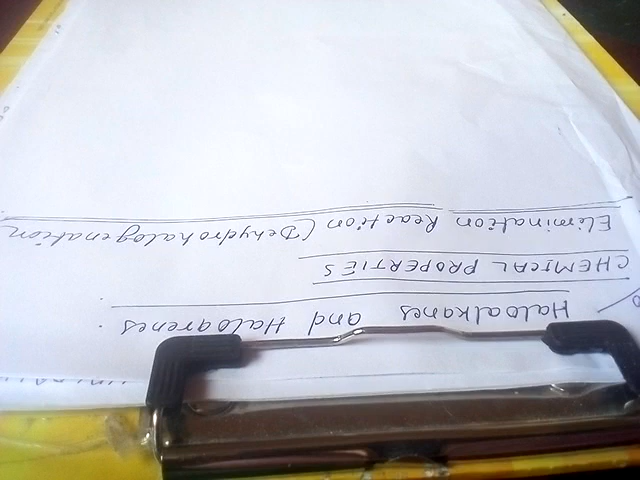 Haloalkanes and Haloarenes.
CHEMICAL PROPERTIES
Elimination Reaction (Dehydrohalogenation